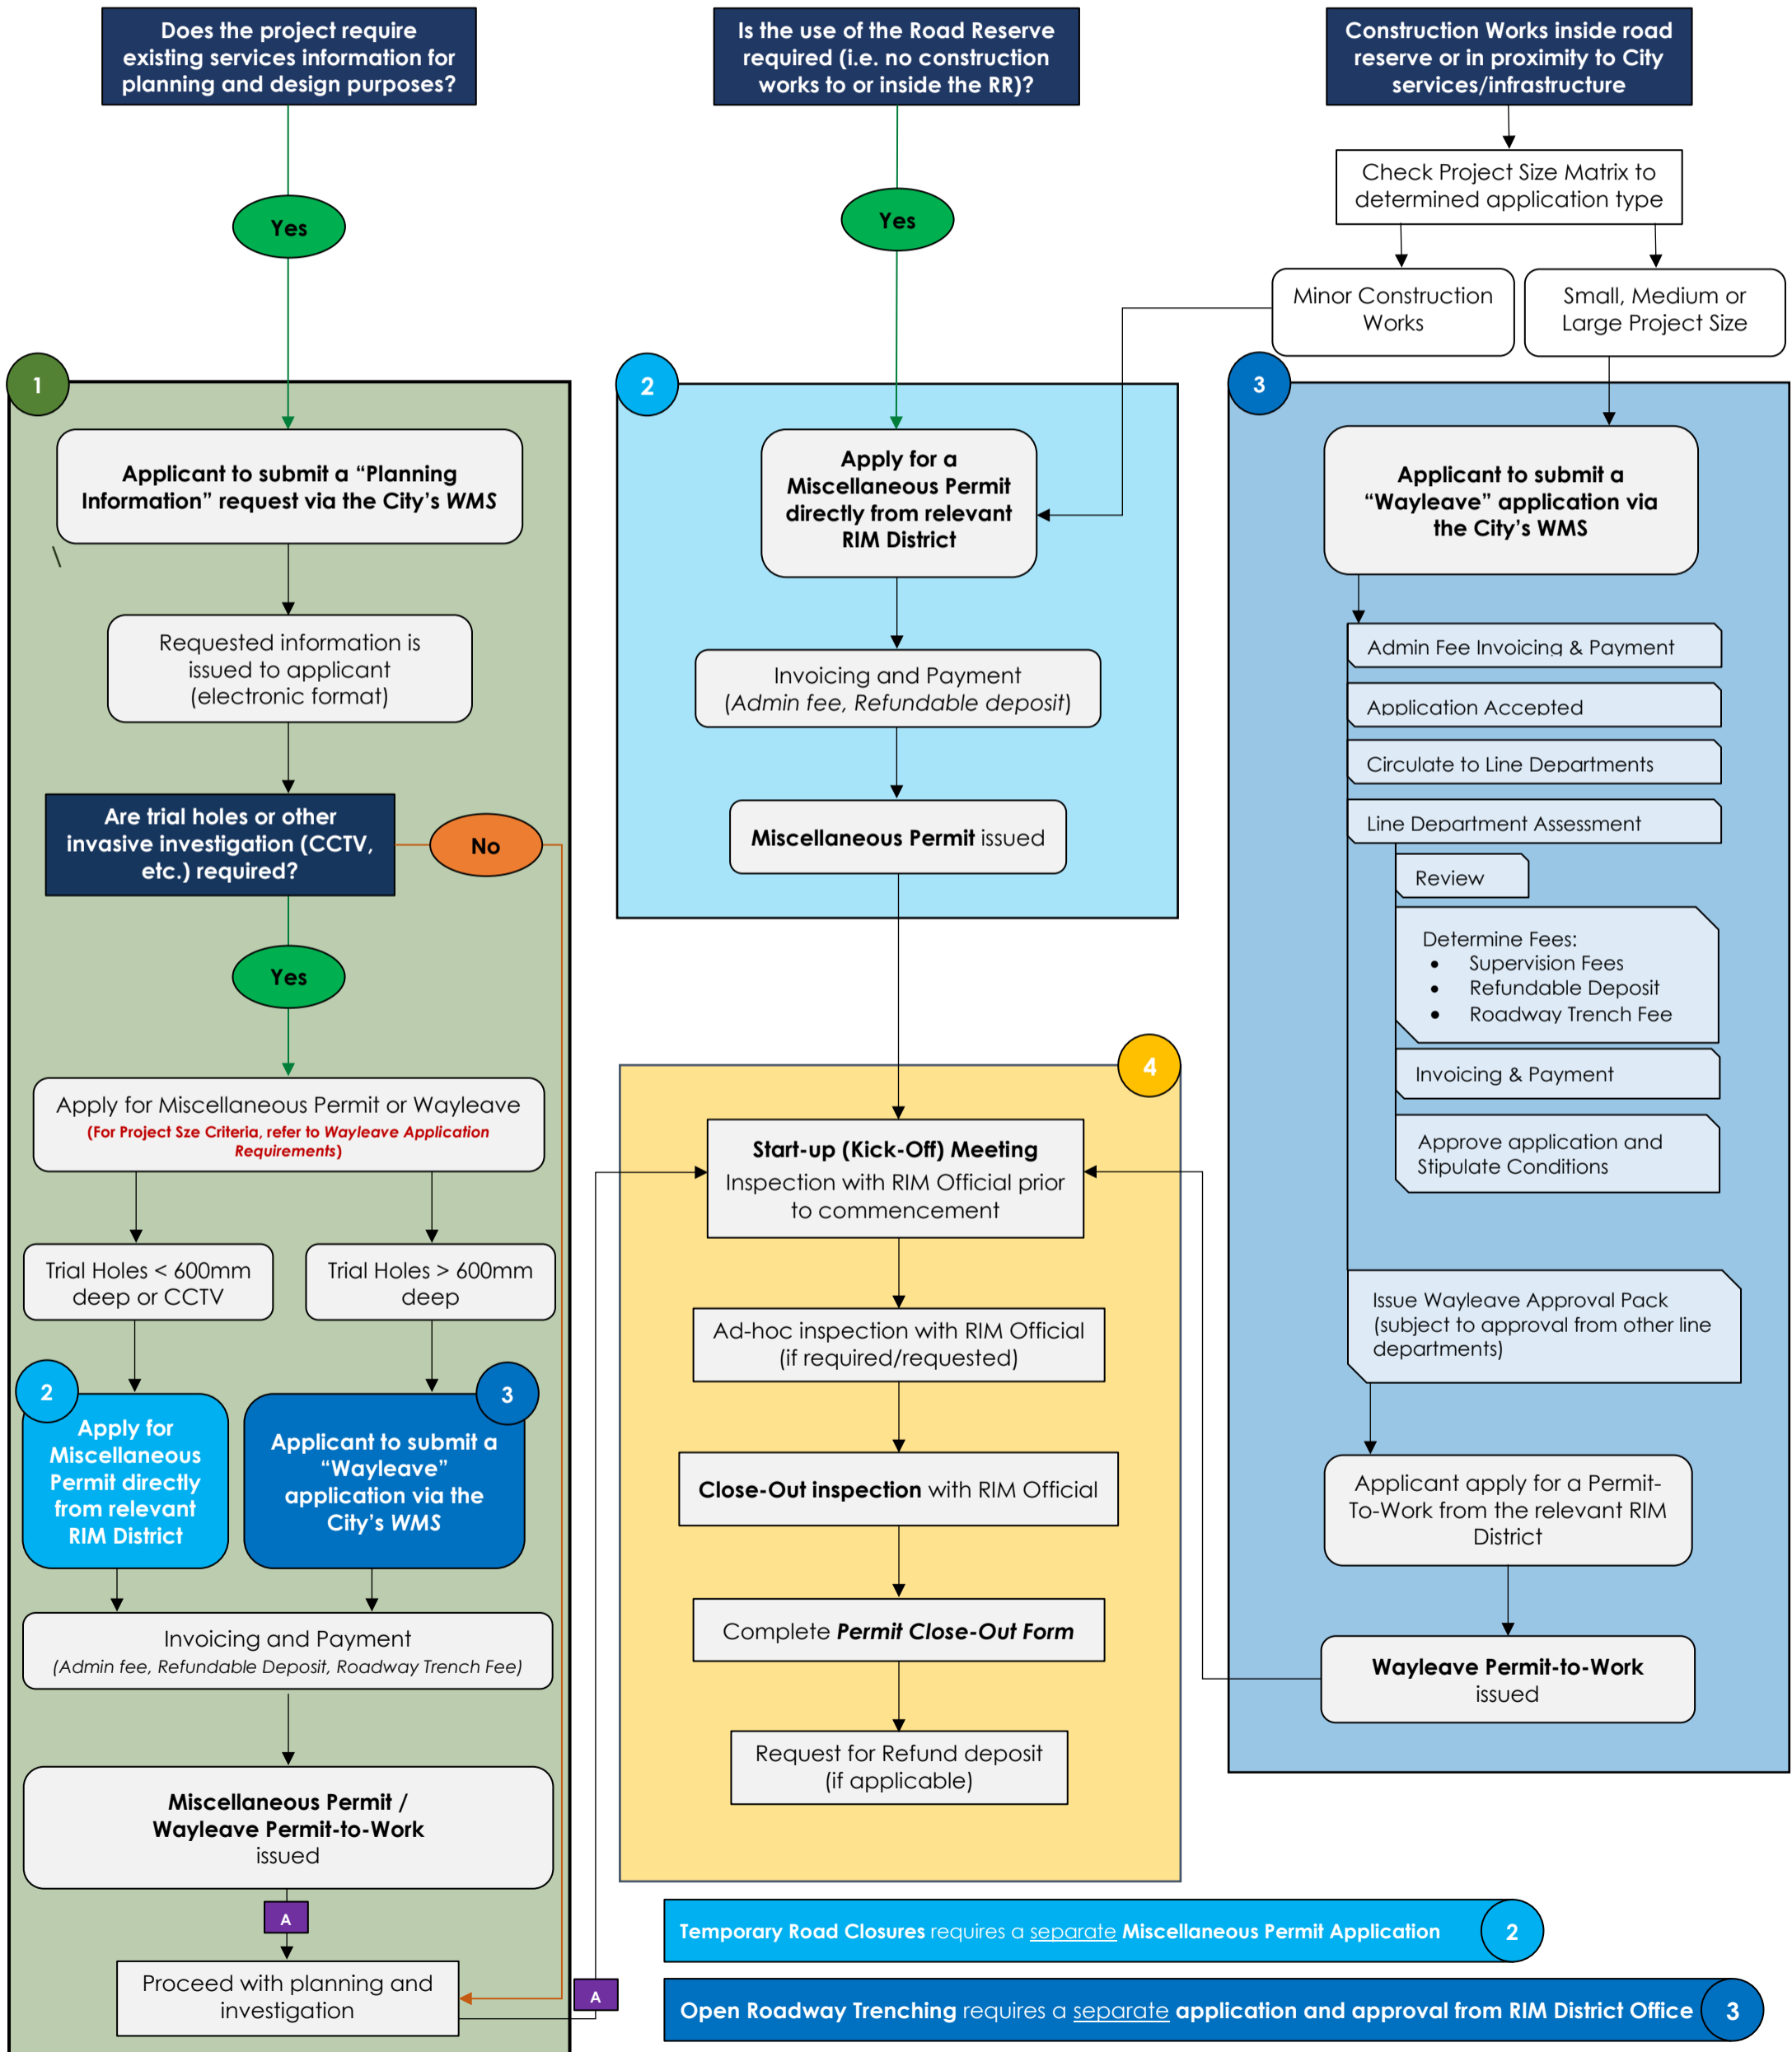 Does the project require
existing services information for
planning and design purposes?
Yes
1
Applicant to submit a “Planning
Information” request via the City’s WMS
\
Requested information is
issued to applicant
(electronic format)
Are trial holes or other
invasive investigation (CCTV,
etc.) required?
No
Yes
Apply for Miscellaneous Permit or Wayleave
(For Project Sze Criteria, refer to Wayleave Application
Requirements)
Trial Holes < 600mm
deep or CCTV
Trial Holes > 600mm
deep
2
Apply for
Miscellaneous
Permit directly
from relevant
RIM District
3
Applicant to submit a
“Wayleave”
application via the
City’s WMS
Invoicing and Payment
(Admin fee, Refundable Deposit, Roadway Trench Fee)
Miscellaneous Permit /
Wayleave Permit-to-Work
issued
A
Proceed with planning and
investigation
A
Is the use of the Road Reserve
required (i.e. no construction
works to or inside the RR)?
Yes
2
Apply for a
Miscellaneous Permit
directly from relevant
RIM District
Invoicing and Payment
(Admin fee, Refundable deposit)
Miscellaneous Permit issued
4
Start-up (Kick-Off) Meeting
Inspection with RIM Official prior
to commencement
Ad-hoc inspection with RIM Official
(if required/requested)
Close-Out inspection with RIM Official
Complete Permit Close-Out Form
Request for Refund deposit
(if applicable)
Construction Works inside road
reserve or in proximity to City
services/infrastructure
Check Project Size Matrix to
determined application type
Minor Construction
Works
Small, Medium or
Large Project Size
3
Applicant to submit a
“Wayleave” application via
the City’s WMS
Admin Fee Invoicing & Payment
Application Accepted
Circulate to Line Departments
Line Department Assessment
Review
Determine Fees:
• Supervision Fees
• Refundable Deposit
• Roadway Trench Fee
Invoicing & Payment
Approve application and
Stipulate Conditions
Issue Wayleave Approval Pack
(subject to approval from other line
departments)
Applicant apply for a Permit-
To-Work from the relevant RIM
District
Wayleave Permit-to-Work
issued
Temporary Road Closures requires a separate Miscellaneous Permit Application 2
Open Roadway Trenching requires a separate application and approval from RIM District Office 3